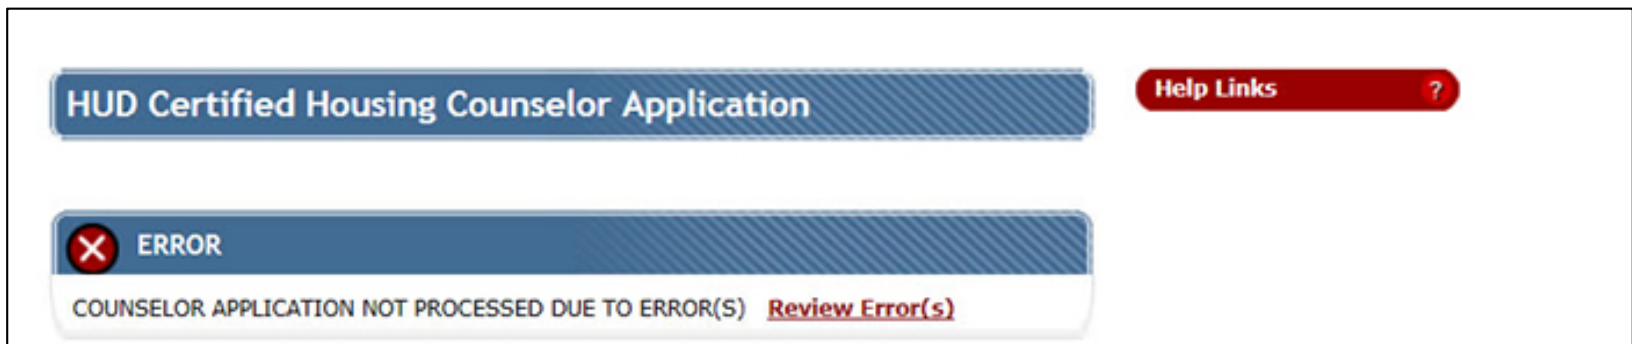 HUD Certified Housing Counselor Application
Help Links ?
ERROR
COUNSELOR APPLICATION NOT PROCESSED DUE TO ERROR(S) Review Error(s)